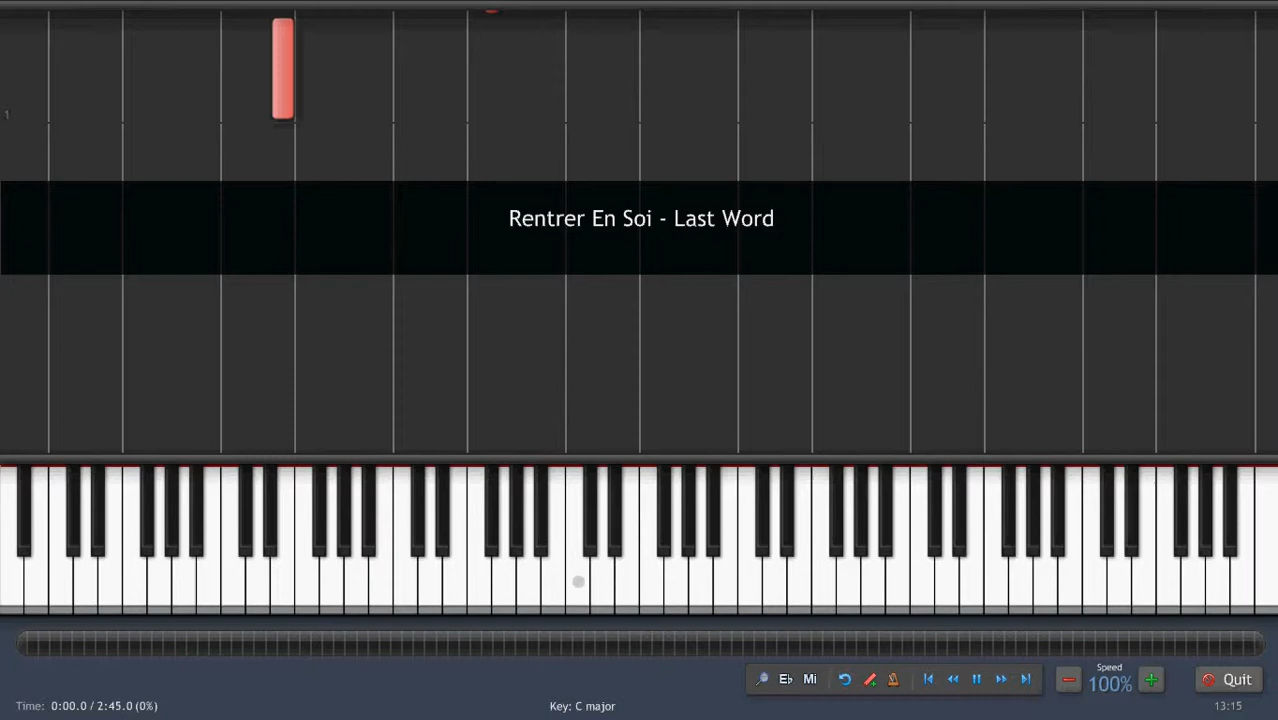 1
Rentrer En Soi - Last Word
E♭ Mi
Speed
100%
Quit
Time: 0:00.0 / 2:45.0 (0%)
Key: C major
13:15